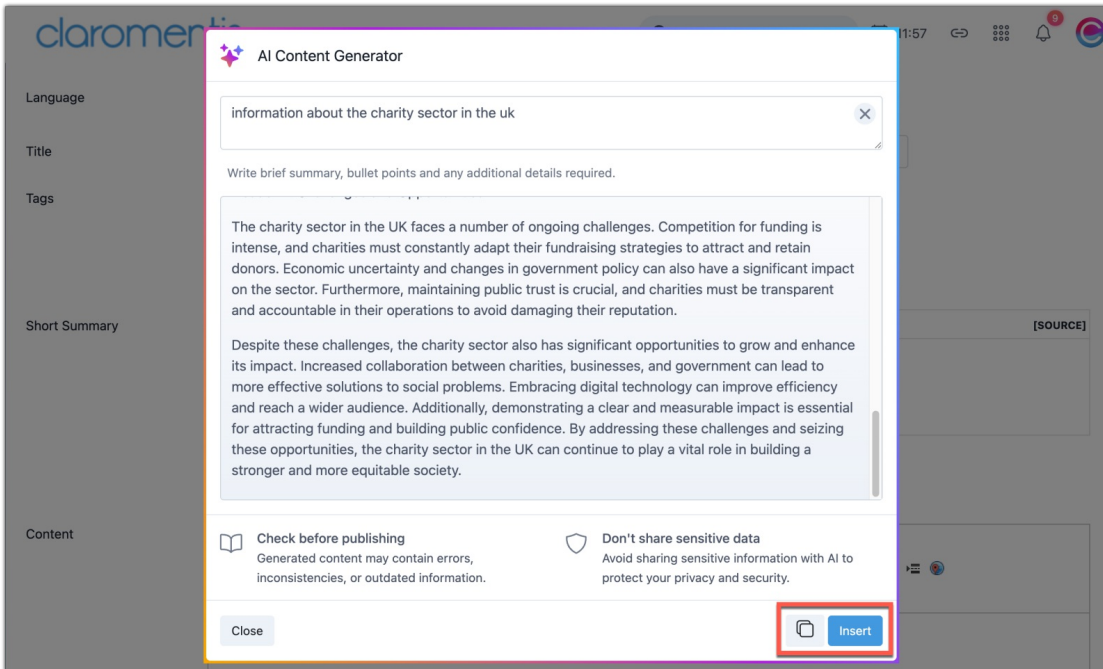 claromentis
11:57
9
AI Content Generator
Language
information about the charity sector in the uk
Title
Write brief summary, bullet points and any additional details required.
Tags
The charity sector in the UK faces a number of ongoing challenges. Competition for funding is
intense, and charities must constantly adapt their fundraising strategies to attract and retain
donors. Economic uncertainty and changes in government policy can also have a significant impact
on the sector. Furthermore, maintaining public trust is crucial, and charities must be transparent
and accountable in their operations to avoid damaging their reputation.
Short Summary
[SOURCE]
Despite these challenges, the charity sector also has significant opportunities to grow and enhance
its impact. Increased collaboration between charities, businesses, and government can lead to
more effective solutions to social problems. Embracing digital technology can improve efficiency
and reach a wider audience. Additionally, demonstrating a clear and measurable impact is essential
for attracting funding and building public confidence. By addressing these challenges and seizing
these opportunities, the charity sector in the UK can continue to play a vital role in building a
stronger and more equitable society.
Content
Check before publishing
Generated content may contain errors,
inconsistencies, or outdated information.
Don't share sensitive data
Avoid sharing sensitive information with AI to
protect your privacy and security.
Close
Insert